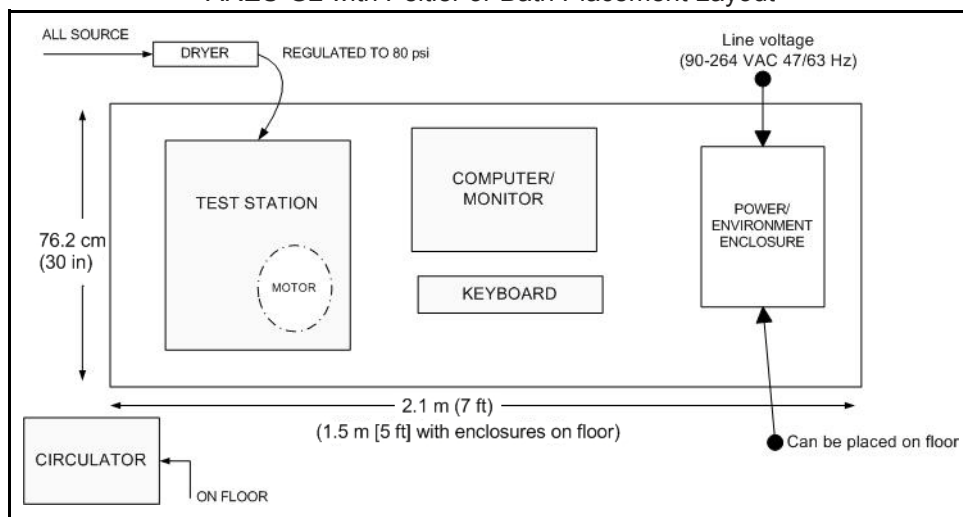 ARES-G2 with Peltier or Bath Placement Layout
ALL SOURCE
DRYER
REGULATED TO 80 psi
Line voltage
(90-264 VAC 47/63 Hz)
TEST STATION
MOTOR
COMPUTER/
MONITOR
KEYBOARD
POWER/
ENVIRONMENT
ENCLOSURE
76.2 cm
(30 in)
2.1 m (7 ft)
(1.5 m [5 ft] with enclosures on floor)
Can be placed on floor
CIRCULATOR
ON FLOOR